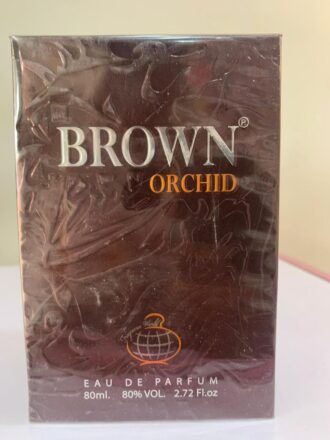 BROWN®
ORCHID
EAU DE PARFUM
80ml. 80% VOL. 2.72 Fl.oz